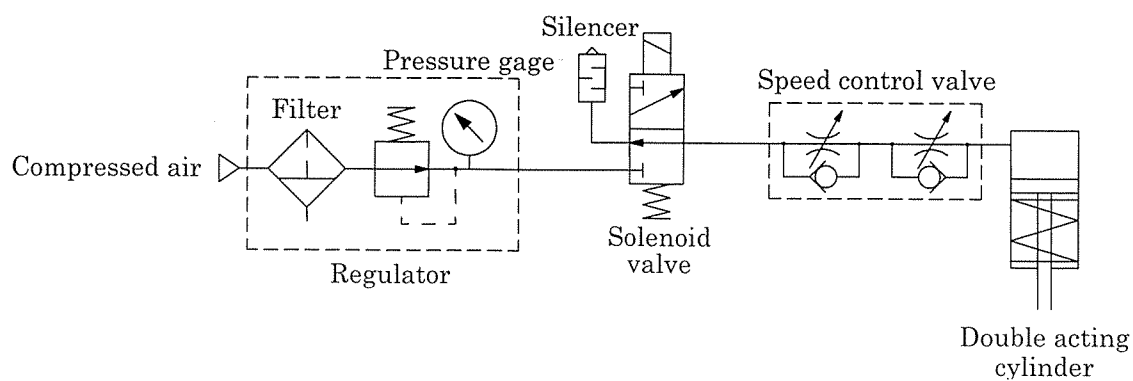 Silencer
Pressure gage
Speed control valve
Filter
Compressed air
Solenoid
valve
Regulator
Double acting
cylinder